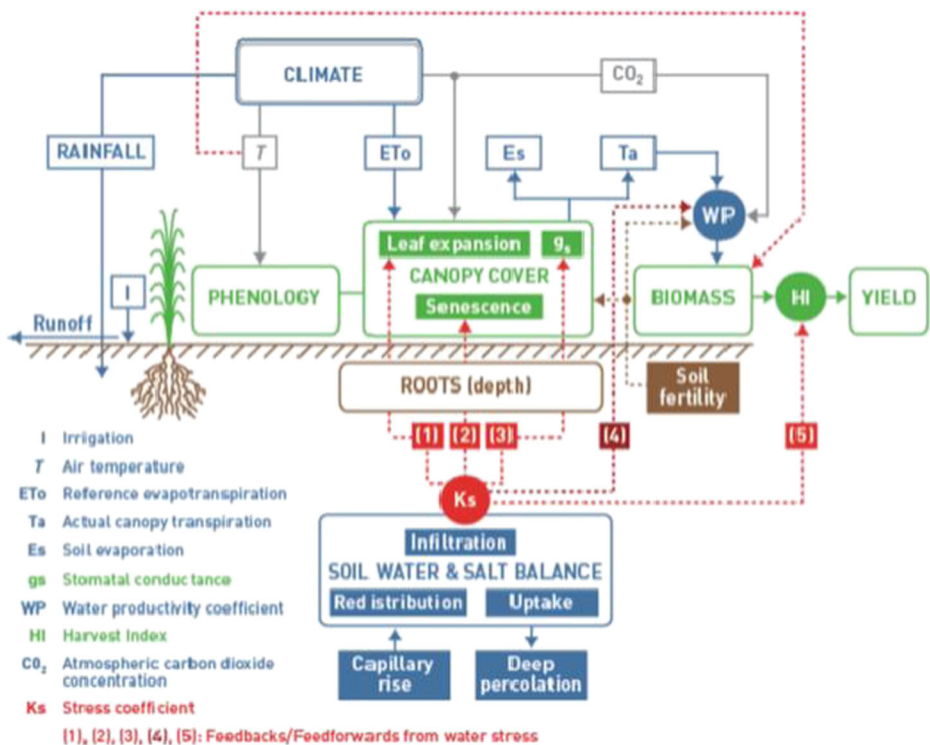 CLIMATE
CO₂
RAINFALL
T
ETo
Es
Ta
WP
Leaf expansion
gs
CANOPY COVER
Senescence
PHENOLOGY
BIOMASS
HI
YIELD
I
Runoff
ROOTS (depth)
Soil
fertility
(1)
(2)
(3)
(4)
(5)
Ks
Infiltration
SOIL WATER & SALT BALANCE
Red istribution
Uptake
Capillary
rise
Deep
percolation
I Irrigation
T Air temperature
ETo Reference evapotranspiration
Ta Actual canopy transpiration
Es Soil evaporation
gs Stomatal conductance
WP Water productivity coefficient
HI Harvest Index
C0₂ Atmospheric carbon dioxide
concentration
Ks Stress coefficient
(1), (2), (3), (4), (5): Feedbacks/Feedforwards from water stress